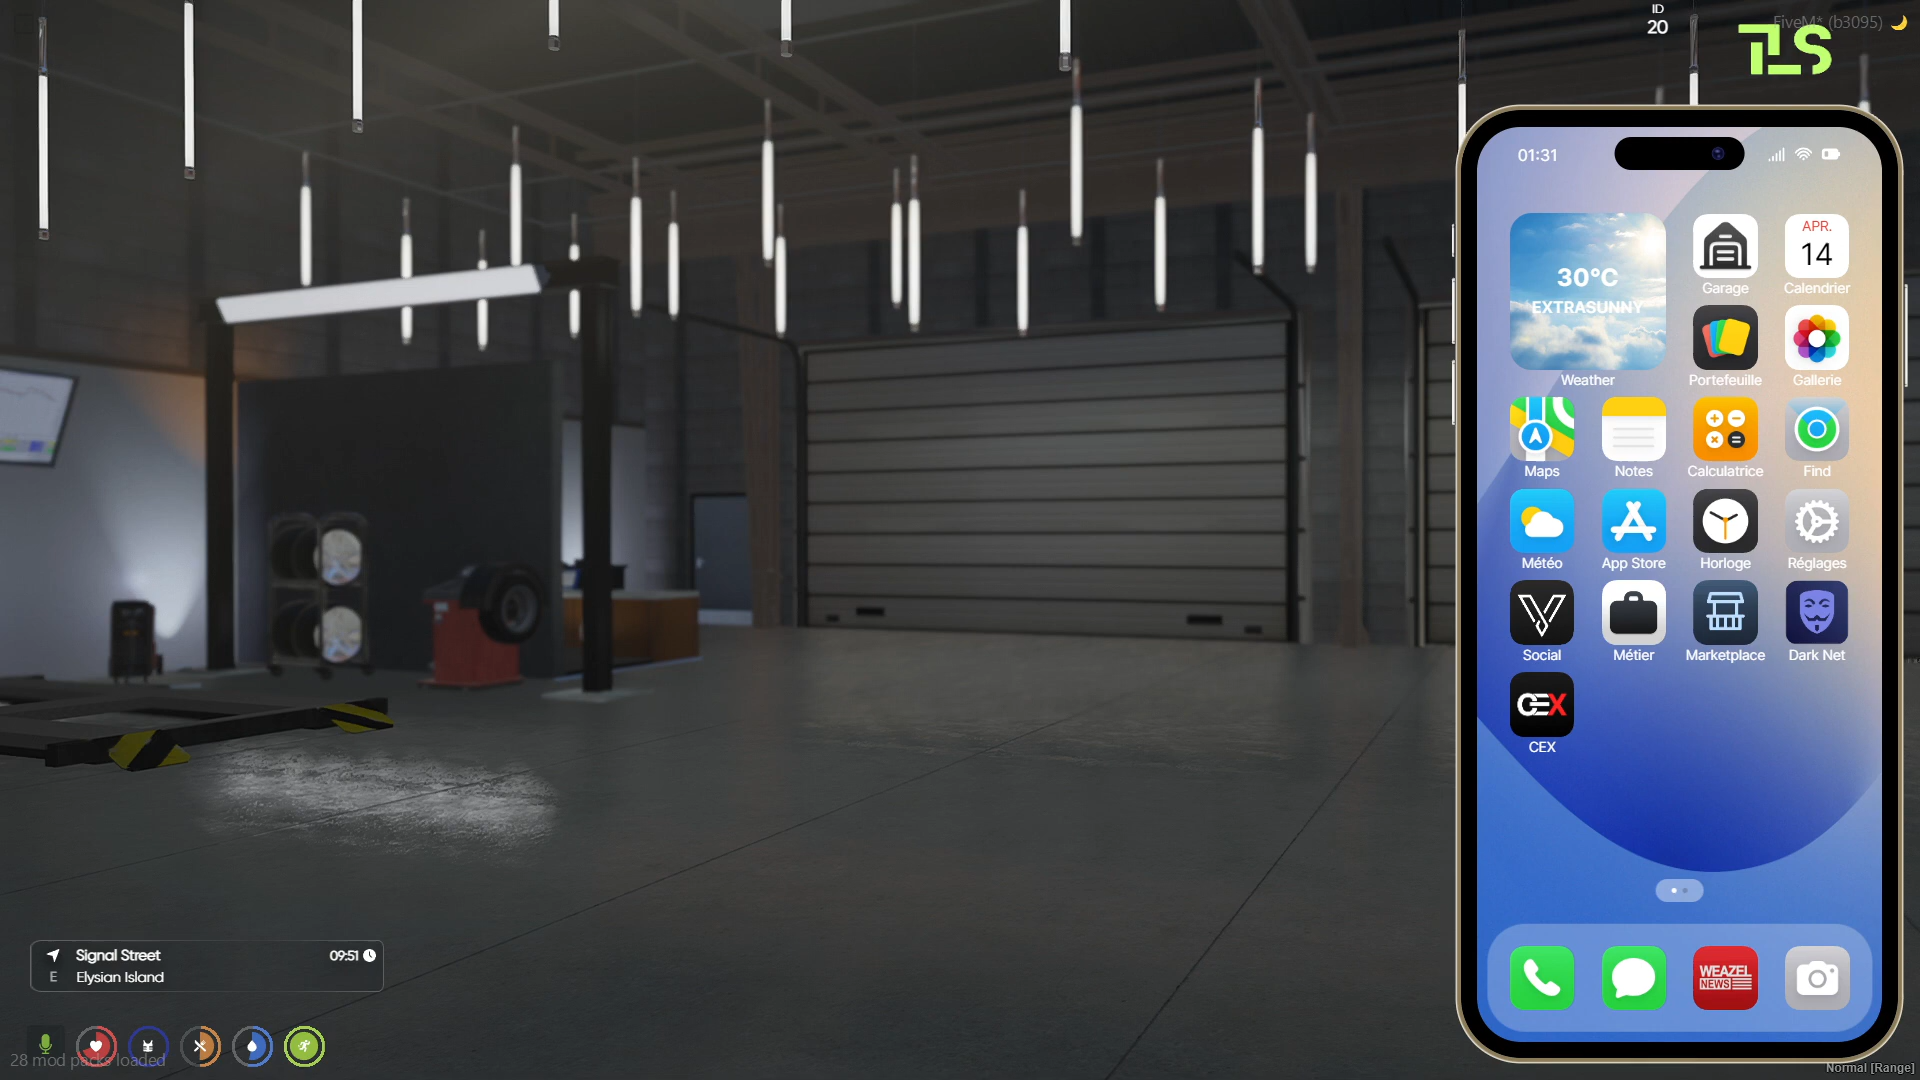 ID
20
FiveM* (b3095)
TLS
01:31
30°C
EXTRASUNNY
Weather
Garage
APR.
14
Calendrier
Portefeuille
Gallerie
Maps
Notes
Calculatrice
Find
Météo
App Store
Horloge
Réglages
Social
Métier
Marketplace
Dark Net
CEX
CEX
WEAZEL
NEWS
Signal Street
09:51
E
Elysian Island
28 mod packs loaded
Normal [Range]